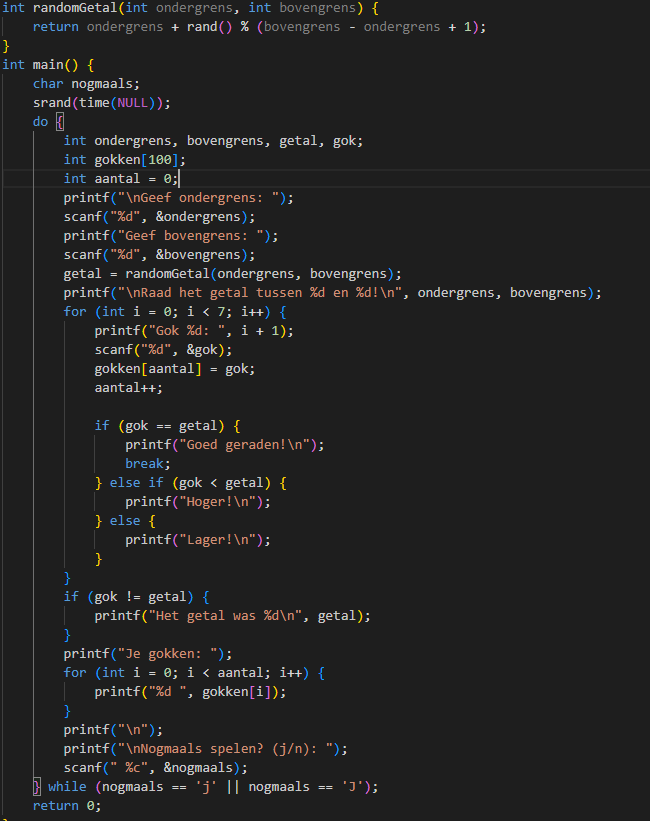 int randomGetal(int ondergrens, int bovengrens) {
    return ondergrens + rand() % (bovengrens - ondergrens + 1);
}
int main() {
    char nogmaals;
    srand(time(NULL));
    do {
        int ondergrens, bovengrens, getal, gok;
        int gokken[100];
        int aantal = 0;
        printf("\nGeef ondergrens: ");
        scanf("%d", &ondergrens);
        printf("Geef bovengrens: ");
        scanf("%d", &bovengrens);
        getal = randomGetal(ondergrens, bovengrens);
        printf("\nRaad het getal tussen %d en %d!\n", ondergrens, bovengrens);
        for (int i = 0; i < 7; i++) {
            printf("Gok %d: ", i + 1);
            scanf("%d", &gok);
            gokken[aantal] = gok;
            aantal++;

            if (gok == getal) {
                printf("Goed geraden!\n");
                break;
            } else if (gok < getal) {
                printf("Hoger!\n");
            } else {
                printf("Lager!\n");
            }
        }
        if (gok != getal) {
            printf("Het getal was %d\n", getal);
        }
        printf("Je gokken: ");
        for (int i = 0; i < aantal; i++) {
            printf("%d ", gokken[i]);
        }
        printf("\n");
        printf("\nNogmaals spelen? (j/n): ");
        scanf(" %c", &nogmaals);
    } while (nogmaals == 'j' || nogmaals == 'J');
    return 0;
}